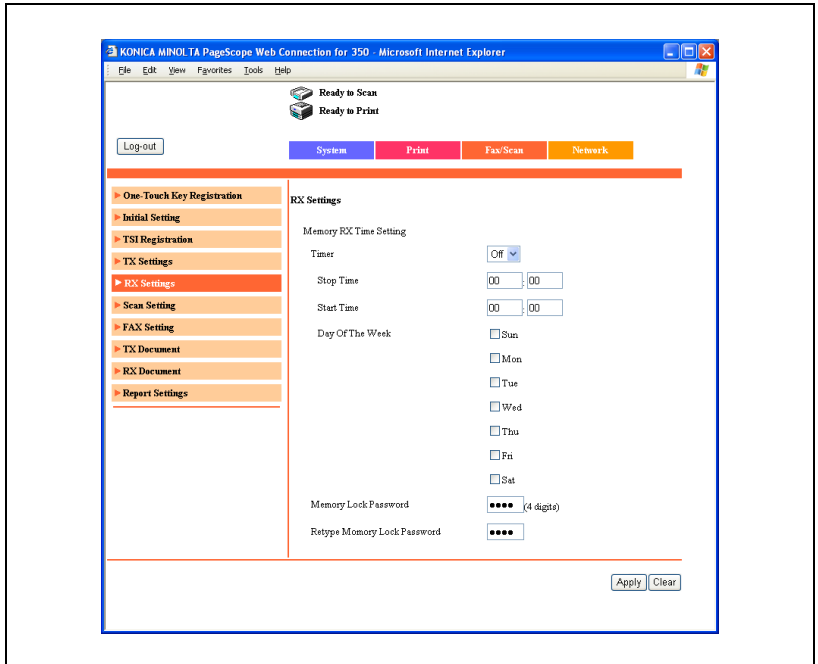 KONICA MINOLTA PageScope Web Connection for 350 - Microsoft Internet Explorer
File Edit View Favorites Tools Help
Ready to Scan
Ready to Print
Log-out
System Print Fax/Scan Network
One-Touch Key Registration
Initial Setting
TSI Registration
TX Settings
RX Settings
Scan Setting
FAX Setting
TX Document
RX Document
Report Settings
RX Settings
Memory RX Time Setting
Timer Off
Stop Time 00 : 00
Start Time 00 : 00
Day Of The Week Sun
Mon
Tue
Wed
Thu
Fri
Sat
Memory Lock Password •••• (4 digits)
Retype Momory Lock Password ••••
Apply Clear